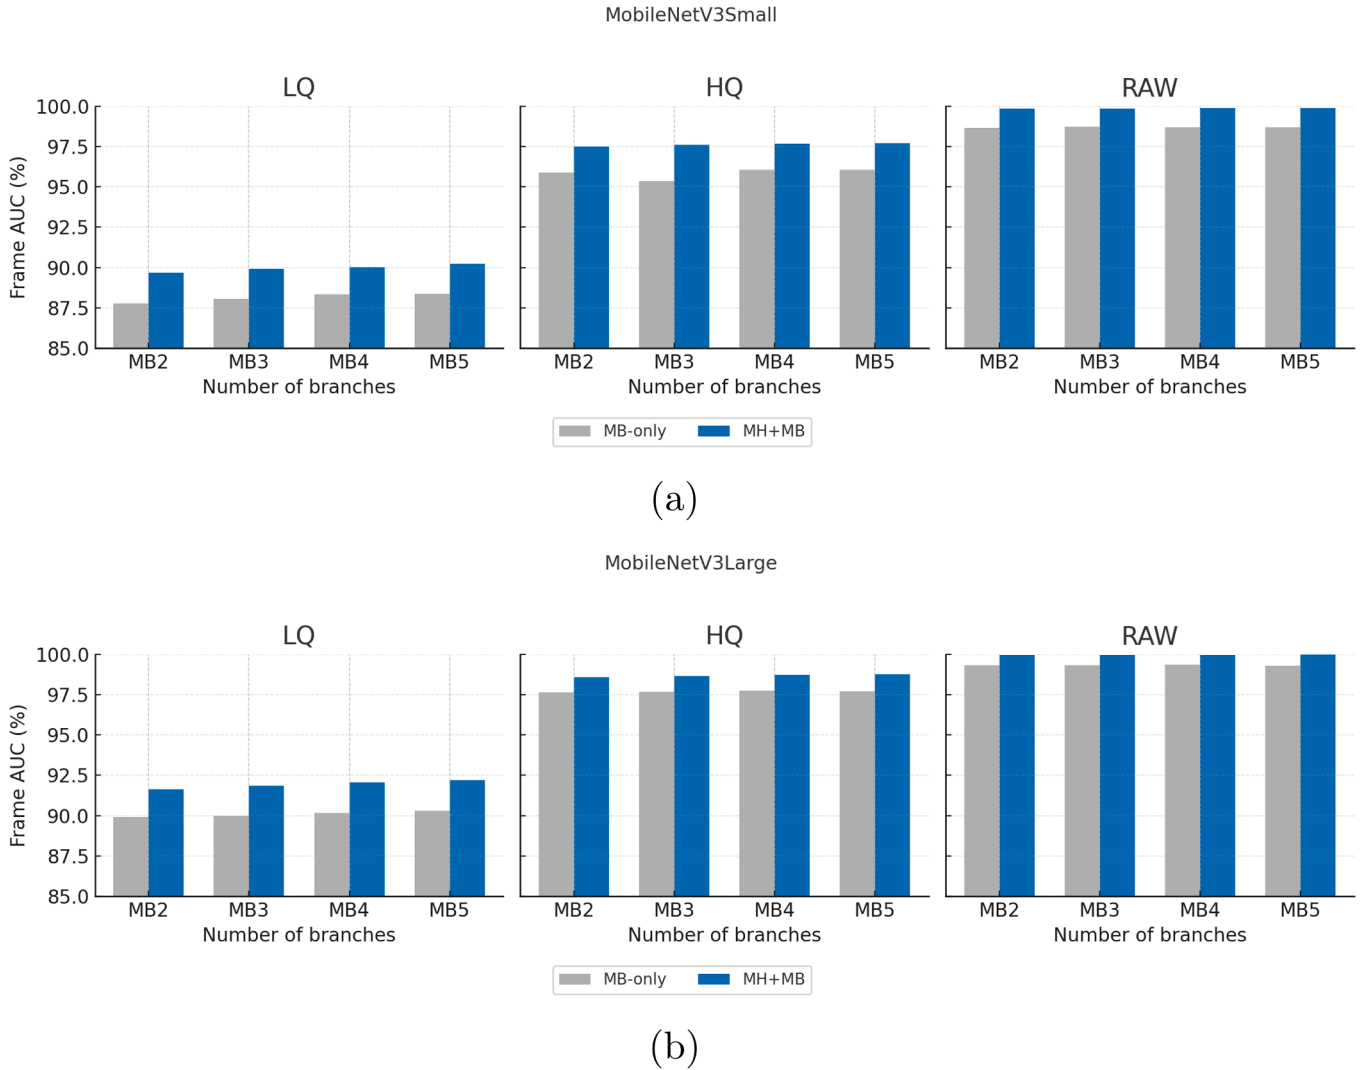 MobileNetV3Small
LQ HQ RAW
100.0
97.5
95.0
92.5
90.0
87.5
85.0
Frame AUC (%)
MB2 MB3 MB4 MB5 MB2 MB3 MB4 MB5 MB2 MB3 MB4 MB5
Number of branches Number of branches Number of branches
MB-only MH+MB
(a)
MobileNetV3Large
LQ HQ RAW
100.0
97.5
95.0
92.5
90.0
87.5
85.0
Frame AUC (%)
MB2 MB3 MB4 MB5 MB2 MB3 MB4 MB5 MB2 MB3 MB4 MB5
Number of branches Number of branches Number of branches
MB-only MH+MB
(b)